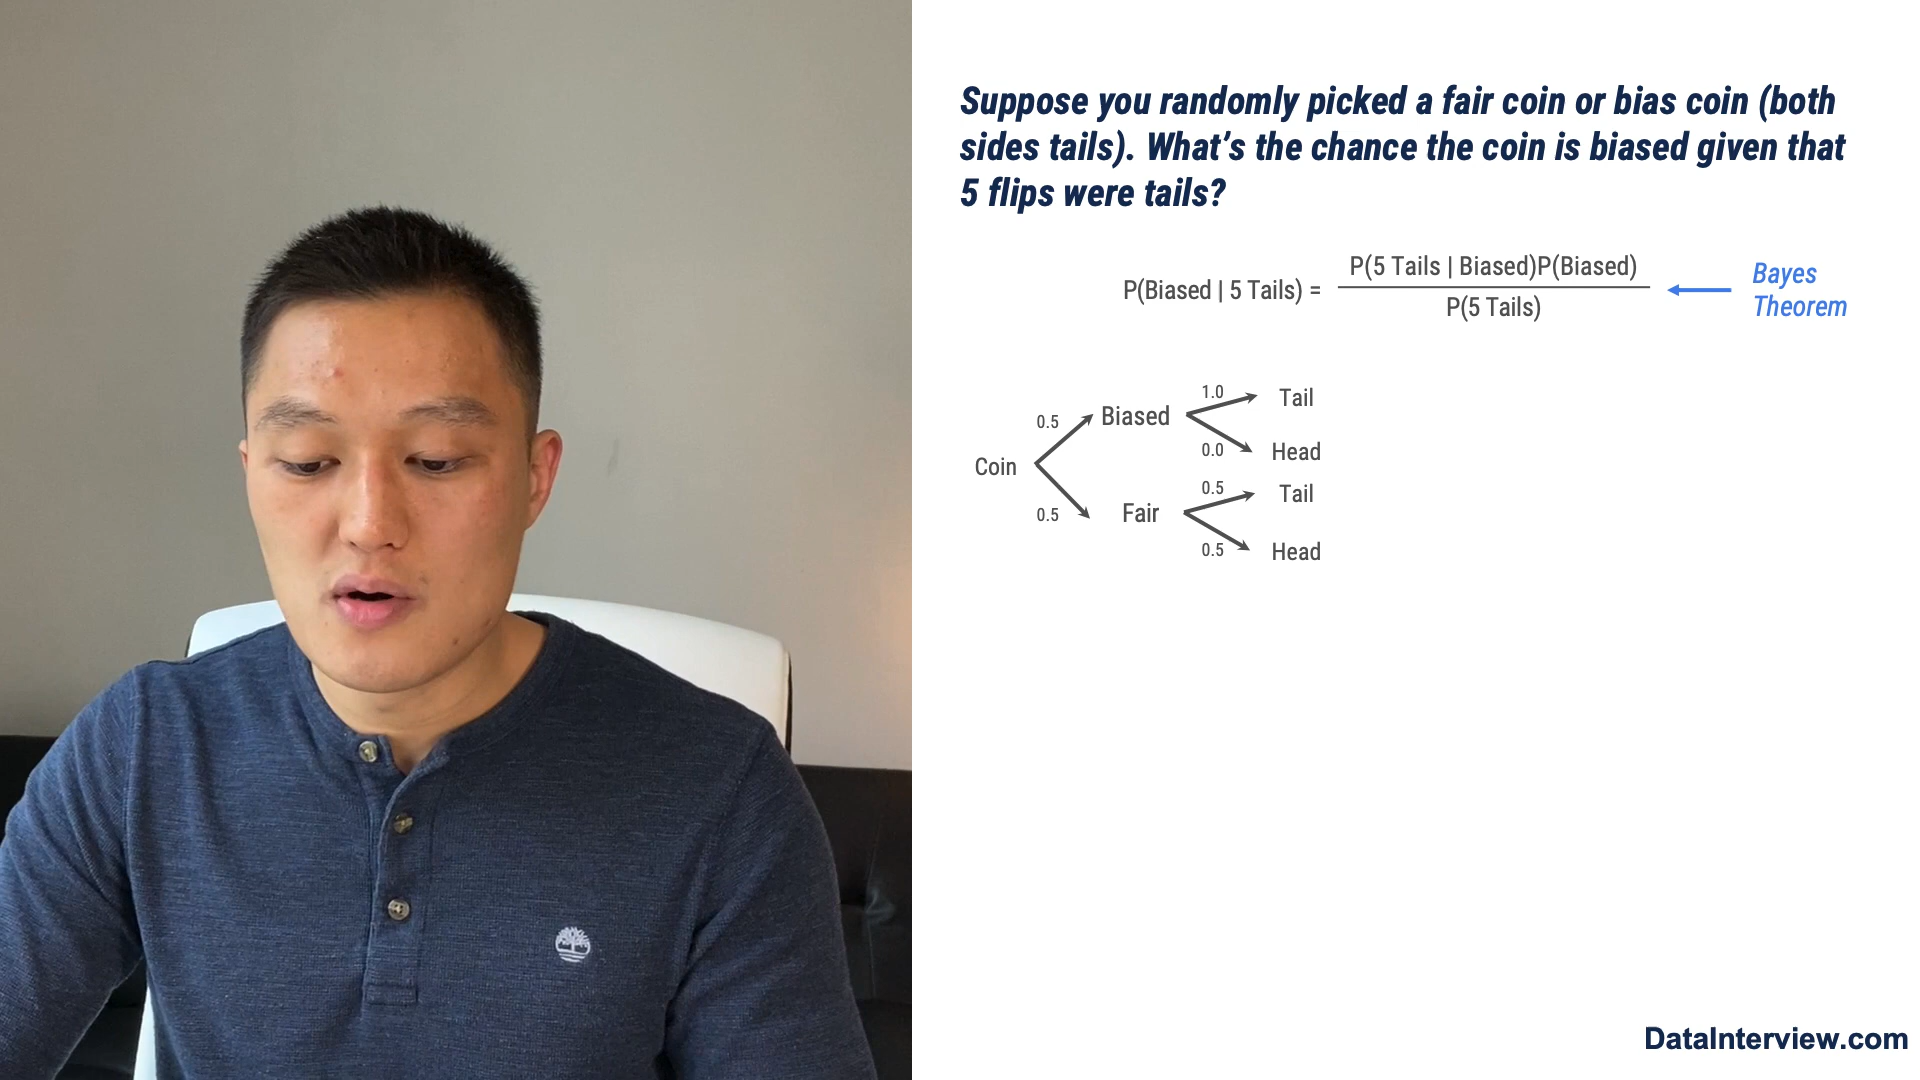 Suppose you randomly picked a fair coin or bias coin (both
sides tails). What's the chance the coin is biased given that
5 flips were tails?
P(Biased | 5 Tails) =
P(5 Tails | Biased)P(Biased)
P(5 Tails)
Bayes
Theorem
1.0
Tail
0.5
Biased
0.0
Head
Coin
0.5
Tail
0.5
Fair
0.5
Head
DataInterview.com